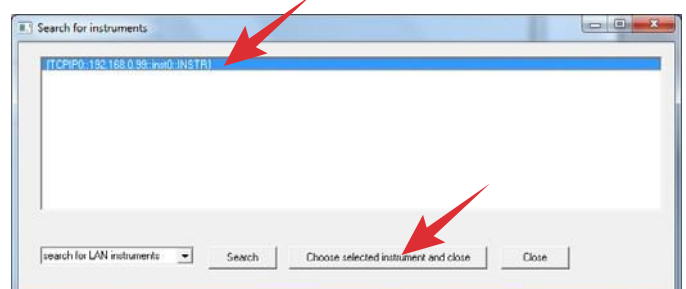 Search for instruments
[TCPIP0::192.168.0.99::inst0::INSTR]
search for LAN instruments
Search
Choose selected instrument and close
Close